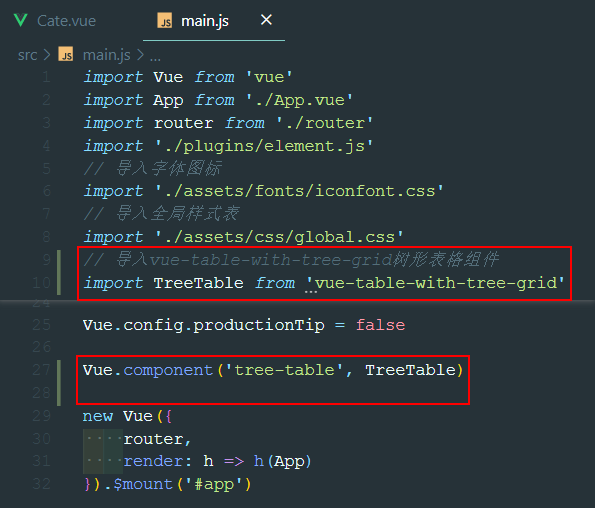 Cate.vue main.js ×
src > main.js > ...
1 import Vue from 'vue'
2 import App from './App.vue'
3 import router from './router'
4 import './plugins/element.js'
5 // 导入字体图标
6 import './assets/fonts/iconfont.css'
7 // 导入全局样式表
8 import './assets/css/global.css'
9 // 导入vue-table-with-tree-grid树形表格组件
10 import TreeTable from 'vue-table-with-tree-grid'
24
25 Vue.config.productionTip = false
26
27 Vue.component('tree-table', TreeTable)
28
29 new Vue({
30 router,
31 render: h => h(App)
32 }).$mount('#app')